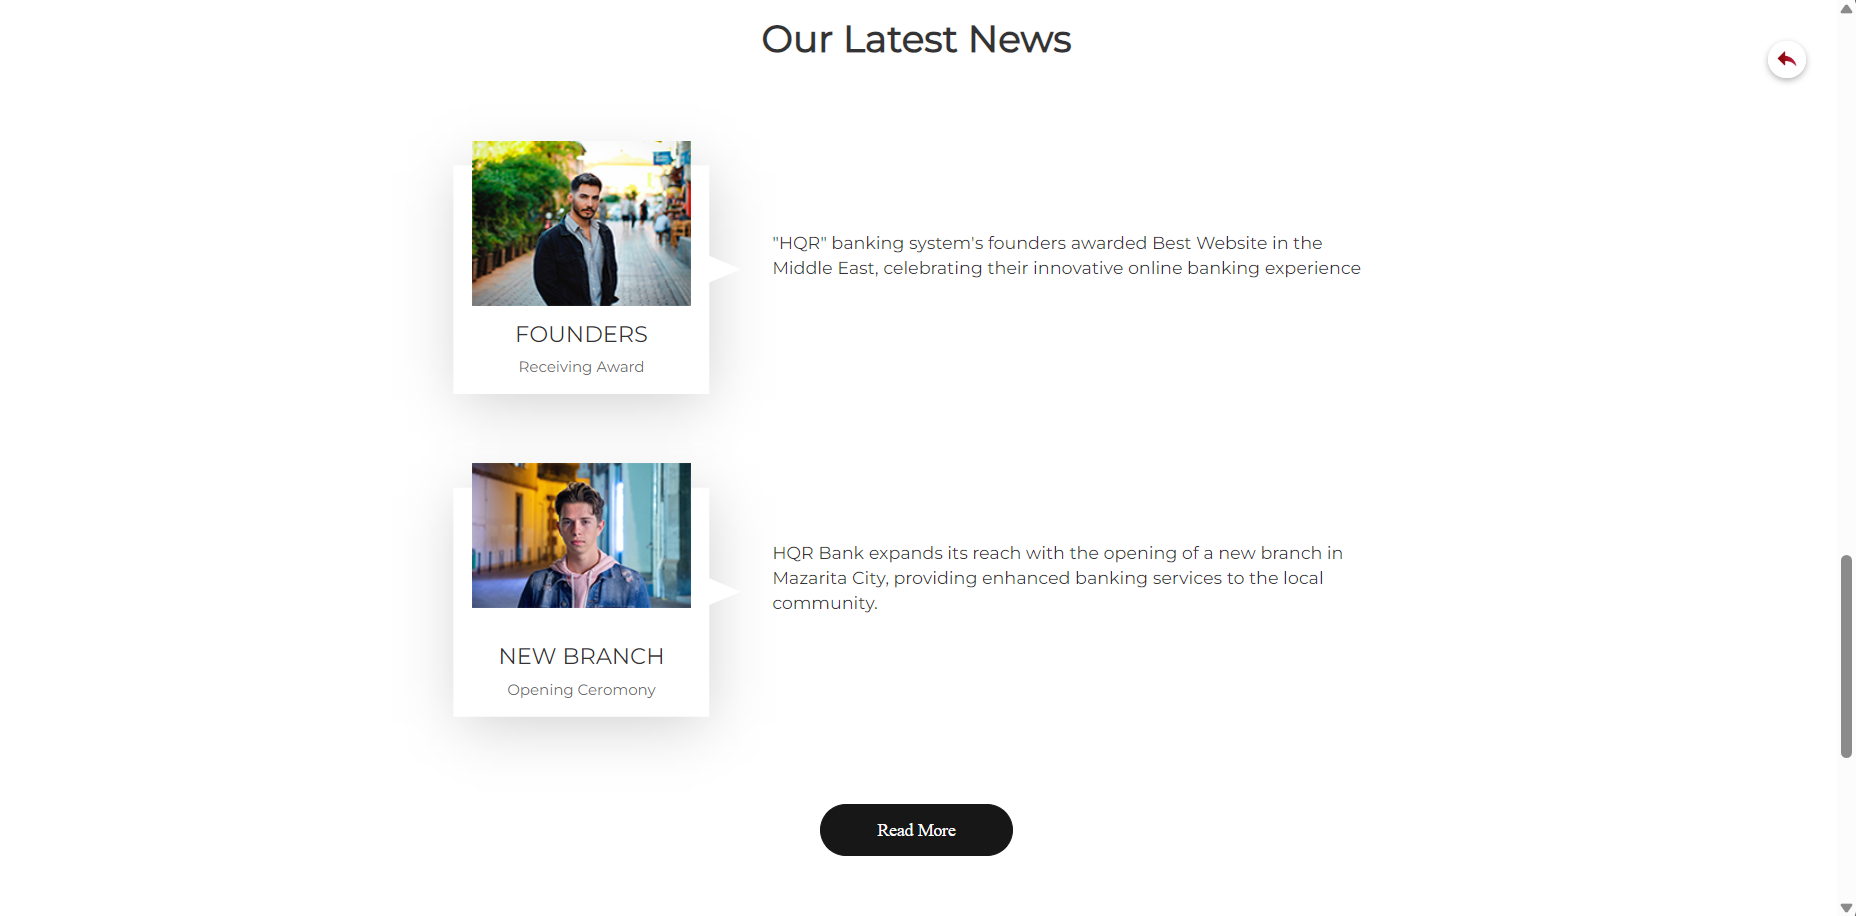 Our Latest News
"HQR" banking system's founders awarded Best Website in the
Middle East, celebrating their innovative online banking experience
FOUNDERS
Receiving Award
HQR Bank expands its reach with the opening of a new branch in
Mazarita City, providing enhanced banking services to the local
community.
NEW BRANCH
Opening Ceromony
Read More